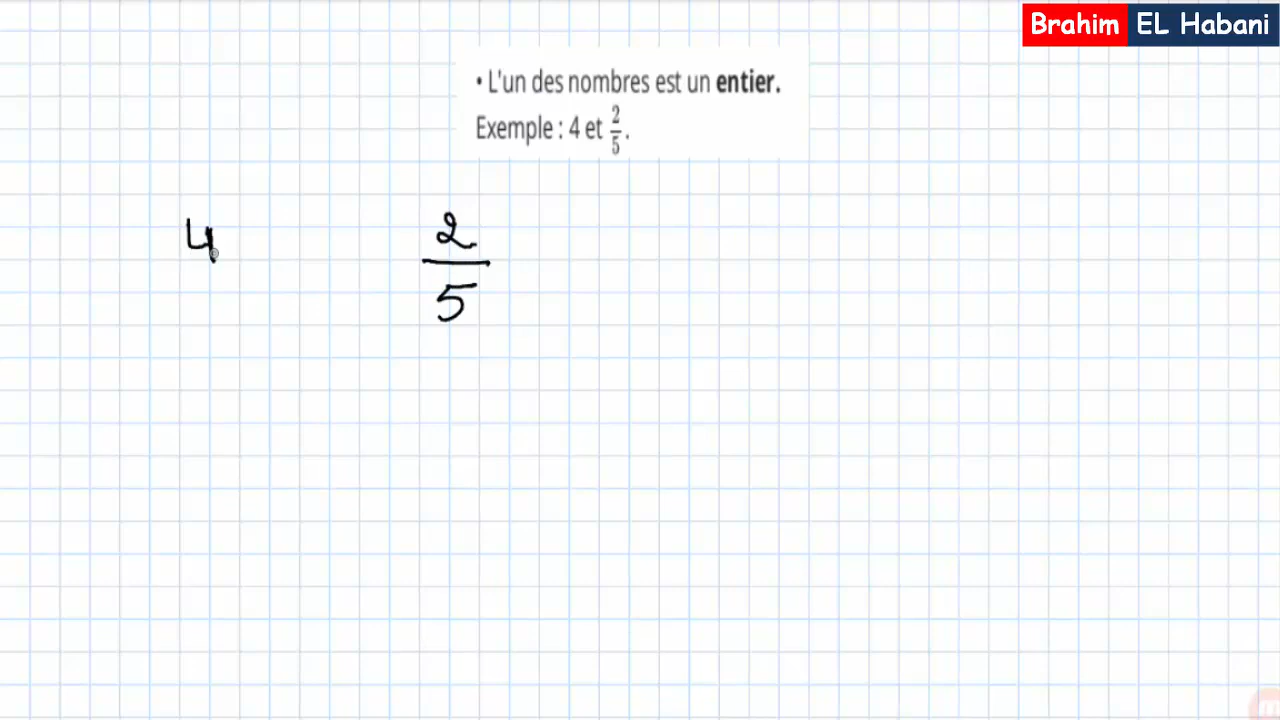 Brahim EL Habani
• L'un des nombres est un entier.
Exemple : 4 et 2/5.
4 2/5